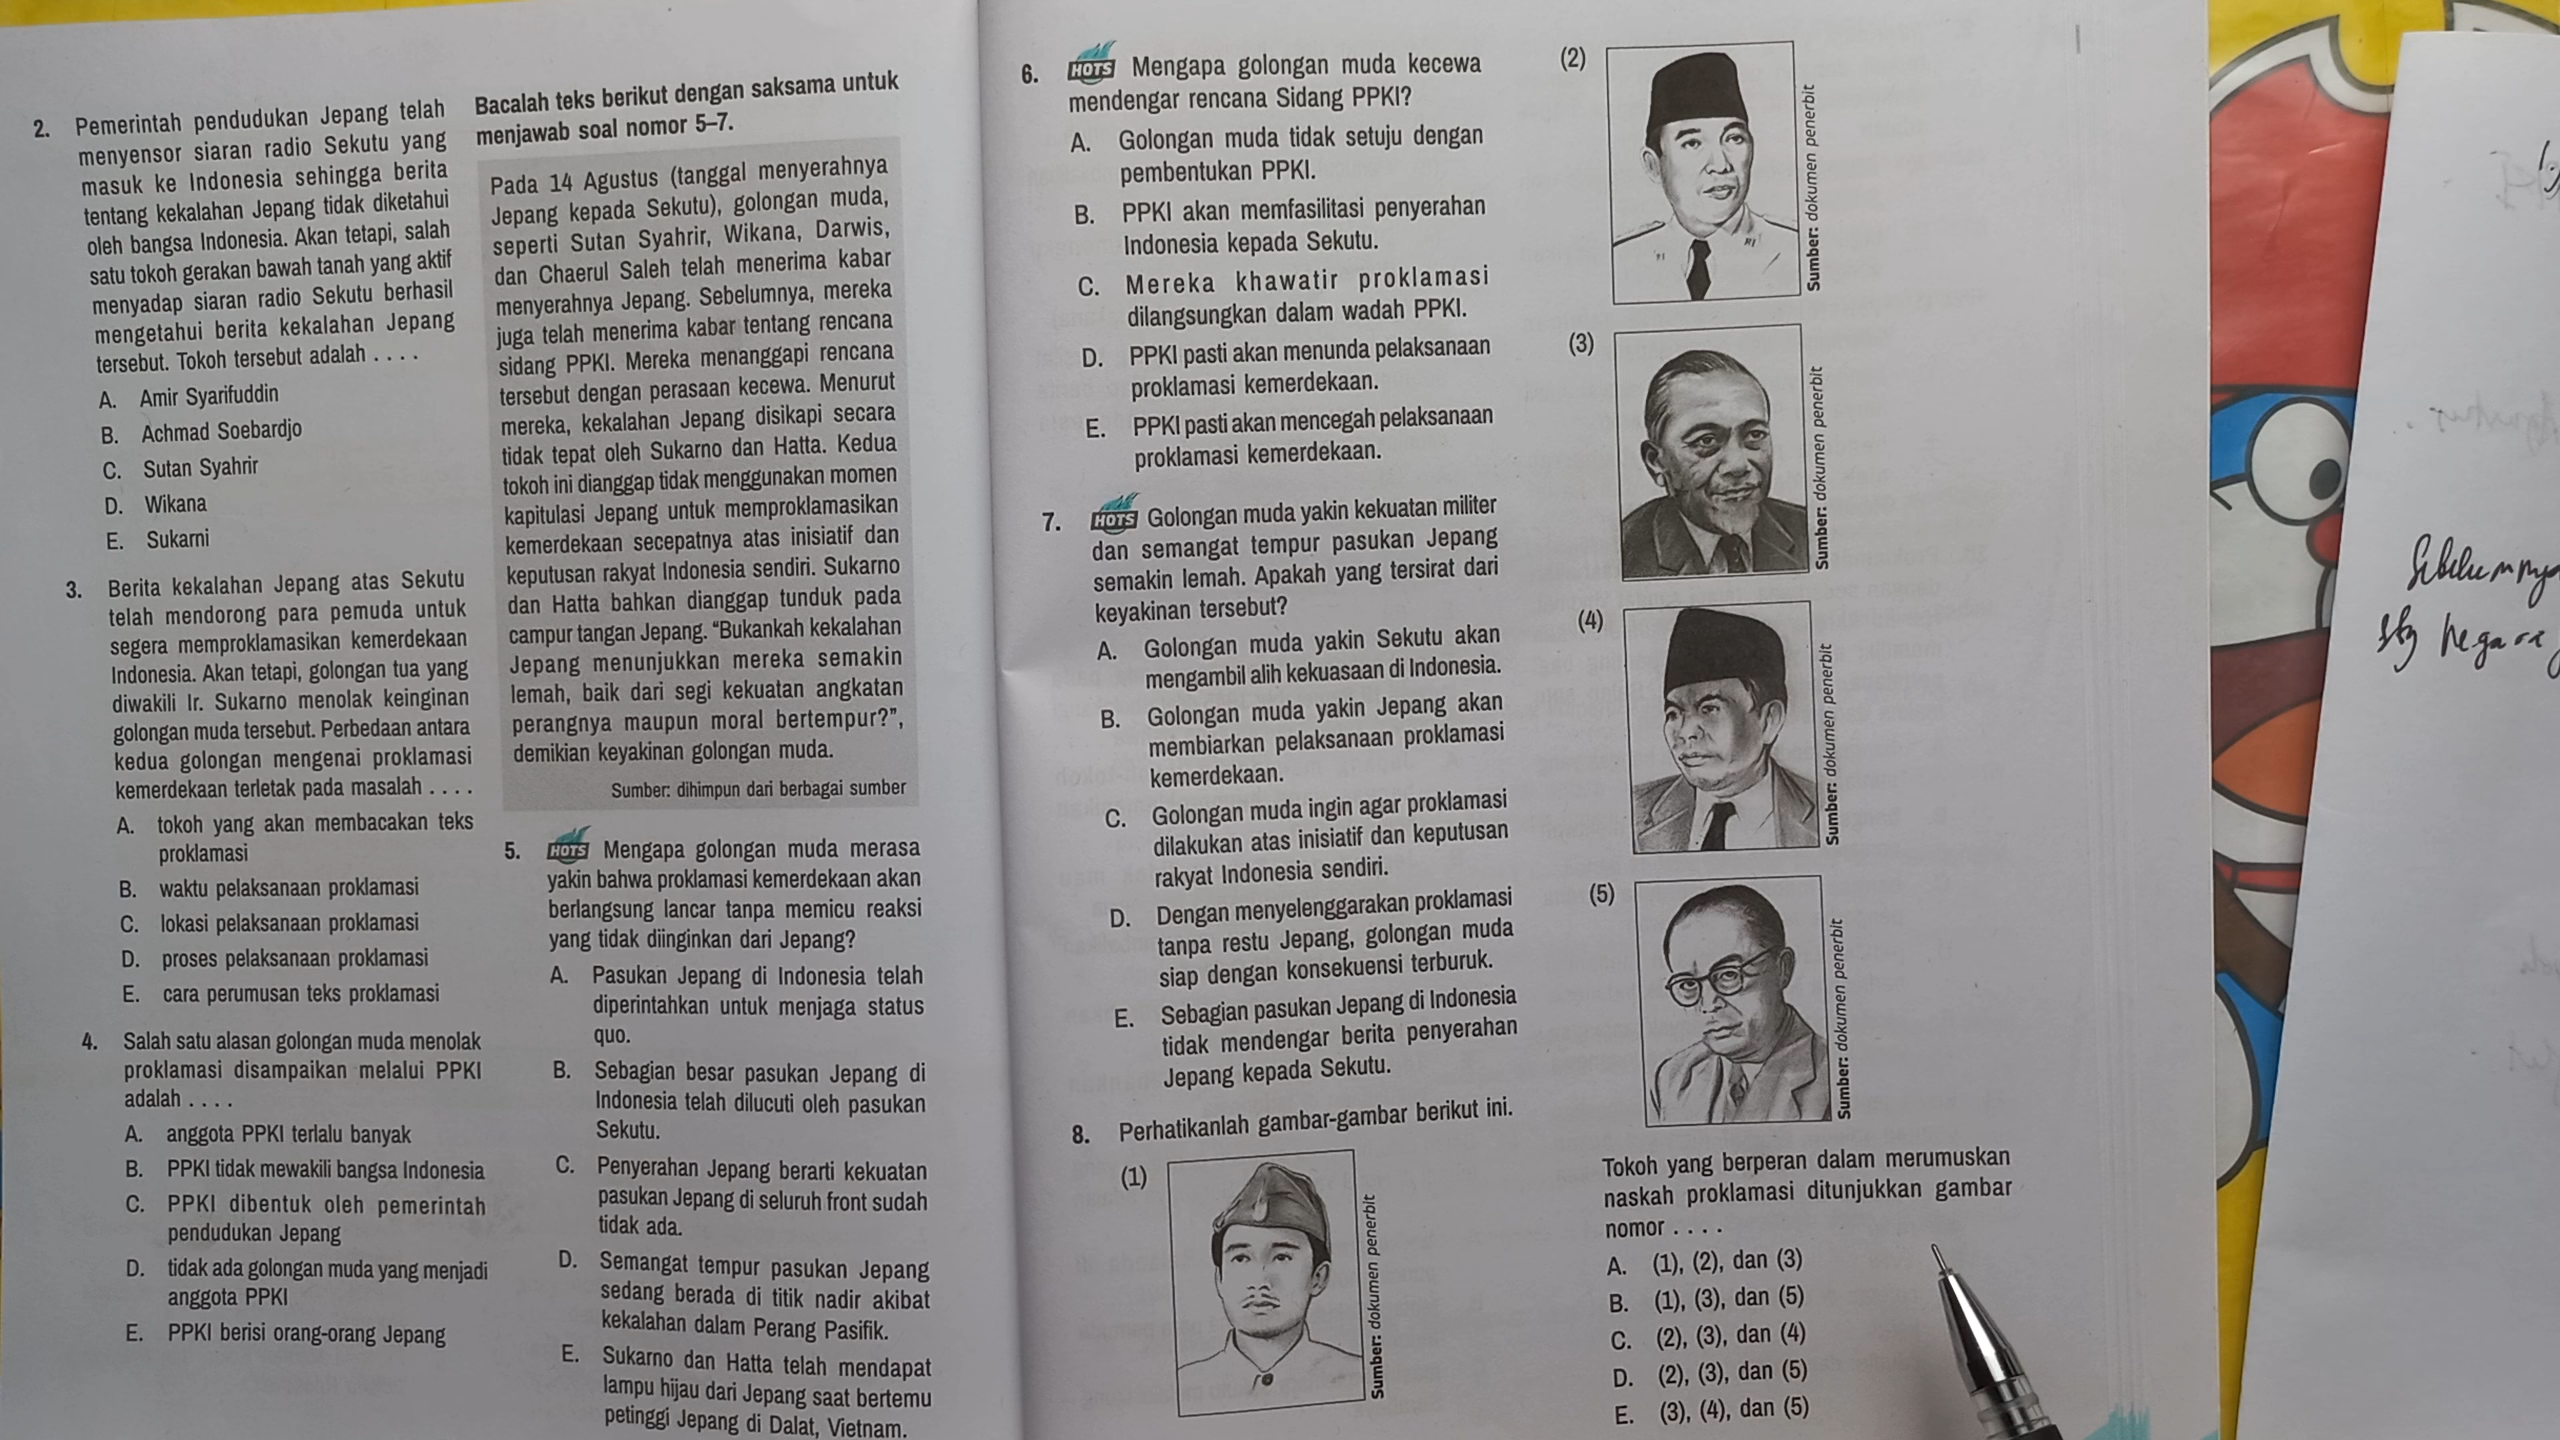 2. Pemerintah pendudukan Jepang telah
menyensor siaran radio Sekutu yang
masuk ke Indonesia sehingga berita
tentang kekalahan Jepang tidak diketahui
oleh bangsa Indonesia. Akan tetapi, salah
satu tokoh gerakan bawah tanah yang aktif
menyadap siaran radio Sekutu berhasil
mengetahui berita kekalahan Jepang
tersebut. Tokoh tersebut adalah . . . .
A. Amir Syarifuddin
B. Achmad Soebardjo
C. Sutan Syahrir
D. Wikana
E. Sukarni
3. Berita kekalahan Jepang atas Sekutu
telah mendorong para pemuda untuk
segera memproklamasikan kemerdekaan
Indonesia. Akan tetapi, golongan tua yang
diwakili Ir. Sukarno menolak keinginan
golongan muda tersebut. Perbedaan antara
kedua golongan mengenai proklamasi
kemerdekaan terletak pada masalah . . . .
A. tokoh yang akan membacakan teks
proklamasi
B. waktu pelaksanaan proklamasi
C. lokasi pelaksanaan proklamasi
D. proses pelaksanaan proklamasi
E. cara perumusan teks proklamasi
4. Salah satu alasan golongan muda menolak
proklamasi disampaikan melalui PPKI
adalah . . . .
A. anggota PPKI terlalu banyak
B. PPKI tidak mewakili bangsa Indonesia
C. PPKI dibentuk oleh pemerintah
pendudukan Jepang
D. tidak ada golongan muda yang menjadi
anggota PPKI
E. PPKI berisi orang-orang Jepang
Bacalah teks berikut dengan saksama untuk
menjawab soal nomor 5–7.
Pada 14 Agustus (tanggal menyerahnya
Jepang kepada Sekutu), golongan muda,
seperti Sutan Syahrir, Wikana, Darwis,
dan Chaerul Saleh telah menerima kabar
menyerahnya Jepang. Sebelumnya, mereka
juga telah menerima kabar tentang rencana
sidang PPKI. Mereka menanggapi rencana
tersebut dengan perasaan kecewa. Menurut
mereka, kekalahan Jepang disikapi secara
tidak tepat oleh Sukarno dan Hatta. Kedua
tokoh ini dianggap tidak menggunakan momen
kapitulasi Jepang untuk memproklamasikan
kemerdekaan secepatnya atas inisiatif dan
keputusan rakyat Indonesia sendiri. Sukarno
dan Hatta bahkan dianggap tunduk pada
campur tangan Jepang. “Bukankah kekalahan
Jepang menunjukkan mereka semakin
lemah, baik dari segi kekuatan angkatan
perangnya maupun moral bertempur?”,
demikian keyakinan golongan muda.
Sumber: dihimpun dari berbagai sumber
5. HOTS Mengapa golongan muda merasa
yakin bahwa proklamasi kemerdekaan akan
berlangsung lancar tanpa memicu reaksi
yang tidak diinginkan dari Jepang?
A. Pasukan Jepang di Indonesia telah
diperintahkan untuk menjaga status
quo.
B. Sebagian besar pasukan Jepang di
Indonesia telah dilucuti oleh pasukan
Sekutu.
C. Penyerahan Jepang berarti kekuatan
pasukan Jepang di seluruh front sudah
tidak ada.
D. Semangat tempur pasukan Jepang
sedang berada di titik nadir akibat
kekalahan dalam Perang Pasifik.
E. Sukarno dan Hatta telah mendapat
lampu hijau dari Jepang saat bertemu
petinggi Jepang di Dalat, Vietnam.
6. HOTS Mengapa golongan muda kecewa
mendengar rencana Sidang PPKI?
A. Golongan muda tidak setuju dengan
pembentukan PPKI.
B. PPKI akan memfasilitasi penyerahan
Indonesia kepada Sekutu.
C. Mereka khawatir proklamasi
dilangsungkan dalam wadah PPKI.
D. PPKI pasti akan menunda pelaksanaan
proklamasi kemerdekaan.
E. PPKI pasti akan mencegah pelaksanaan
proklamasi kemerdekaan.
7. HOTS Golongan muda yakin kekuatan militer
dan semangat tempur pasukan Jepang
semakin lemah. Apakah yang tersirat dari
keyakinan tersebut?
A. Golongan muda yakin Sekutu akan
mengambil alih kekuasaan di Indonesia.
B. Golongan muda yakin Jepang akan
membiarkan pelaksanaan proklamasi
kemerdekaan.
C. Golongan muda ingin agar proklamasi
dilakukan atas inisiatif dan keputusan
rakyat Indonesia sendiri.
D. Dengan menyelenggarakan proklamasi
tanpa restu Jepang, golongan muda
siap dengan konsekuensi terburuk.
E. Sebagian pasukan Jepang di Indonesia
tidak mendengar berita penyerahan
Jepang kepada Sekutu.
8. Perhatikanlah gambar-gambar berikut ini.
(1)
Sumber: dokumen penerbit
(2)
Sumber: dokumen penerbit
(3)
Sumber: dokumen penerbit
(4)
Sumber: dokumen penerbit
(5)
Sumber: dokumen penerbit
Tokoh yang berperan dalam merumuskan
naskah proklamasi ditunjukkan gambar
nomor . . . .
A. (1), (2), dan (3)
B. (1), (3), dan (5)
C. (2), (3), dan (4)
D. (2), (3), dan (5)
E. (3), (4), dan (5)